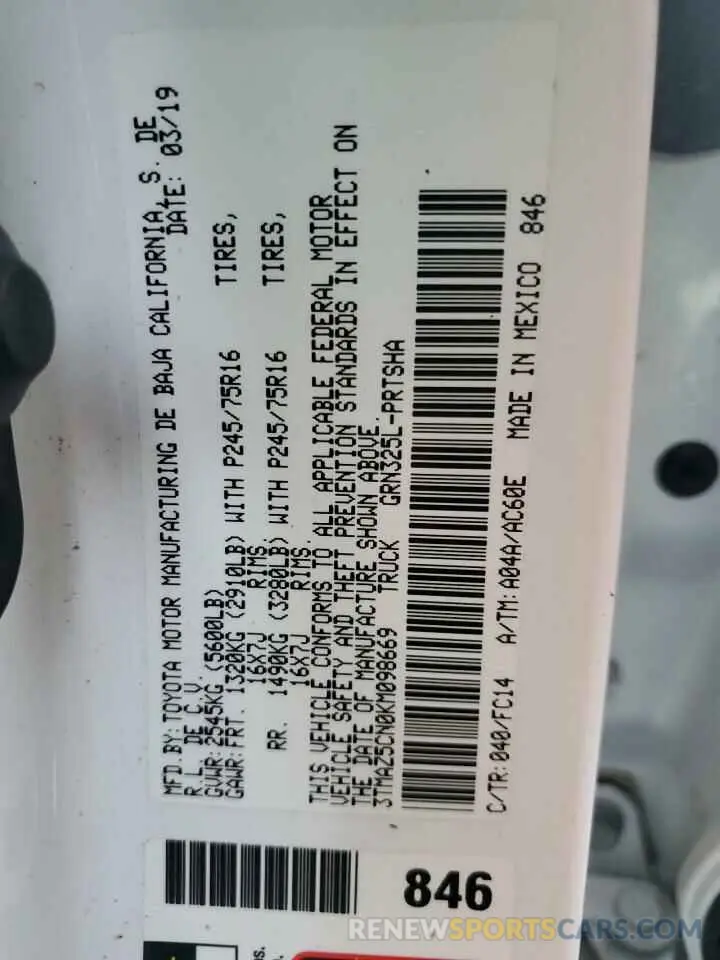 MFD. BY: TOYOTA MOTOR MANUFACTURING DE BAJA CALIFORNIA, S. DE
R.L. DE C.V. DATE: 03/19
GVWR: 2545KG (5600LB)
GAWR: FRT. 1320KG (2910LB) WITH P245/75R16 TIRES,
16X7J RIMS,
RR. 1490KG (3280LB) WITH P245/75R16 TIRES,
16X7J RIMS.
THIS VEHICLE CONFORMS TO ALL APPLICABLE FEDERAL MOTOR
VEHICLE SAFETY AND THEFT PREVENTION STANDARDS IN EFFECT ON
THE DATE OF MANUFACTURE SHOWN ABOVE.
3TMAZ5CN0KM098669 TRUCK GRN325L-PRTSHA
C/TR: 040/FC14 A/TM: A04A/AC60E MADE IN MEXICO 846
846
RENEWSPORTSCARS.COM